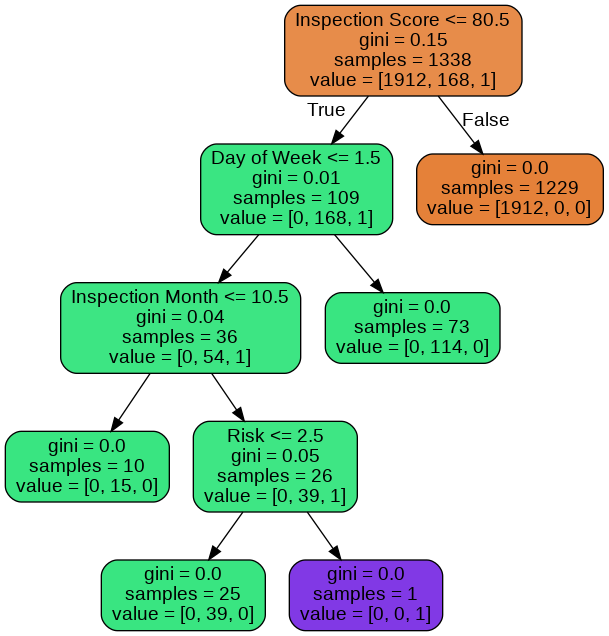 Inspection Score <= 80.5
gini = 0.15
samples = 1338
value = [1912, 168, 1]
True
False
Day of Week <= 1.5
gini = 0.01
samples = 109
value = [0, 168, 1]
gini = 0.0
samples = 1229
value = [1912, 0, 0]
Inspection Month <= 10.5
gini = 0.04
samples = 36
value = [0, 54, 1]
gini = 0.0
samples = 73
value = [0, 114, 0]
gini = 0.0
samples = 10
value = [0, 15, 0]
Risk <= 2.5
gini = 0.05
samples = 26
value = [0, 39, 1]
gini = 0.0
samples = 25
value = [0, 39, 0]
gini = 0.0
samples = 1
value = [0, 0, 1]